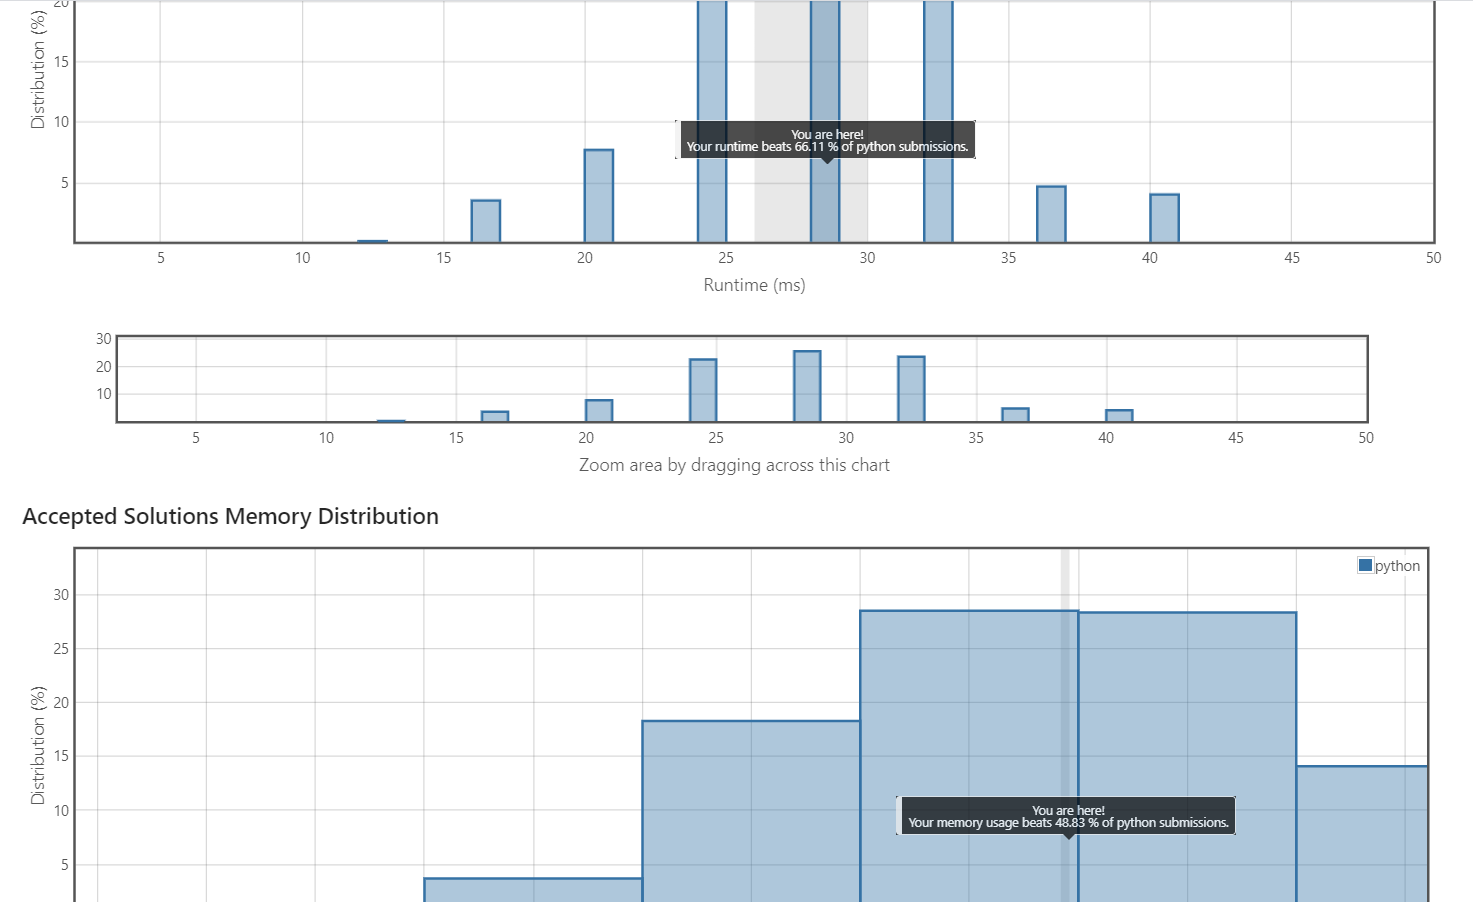 20
Distribution (%)
15
10
You are here!
Your runtime beats 66.11 % of python submissions.
5
5 10 15 20 25 30 35 40 45 50
Runtime (ms)
30
20
10
5 10 15 20 25 30 35 40 45 50
Zoom area by dragging across this chart
Accepted Solutions Memory Distribution
python
30
25
Distribution (%)
20
15
10
You are here!
Your memory usage beats 48.83 % of python submissions.
5